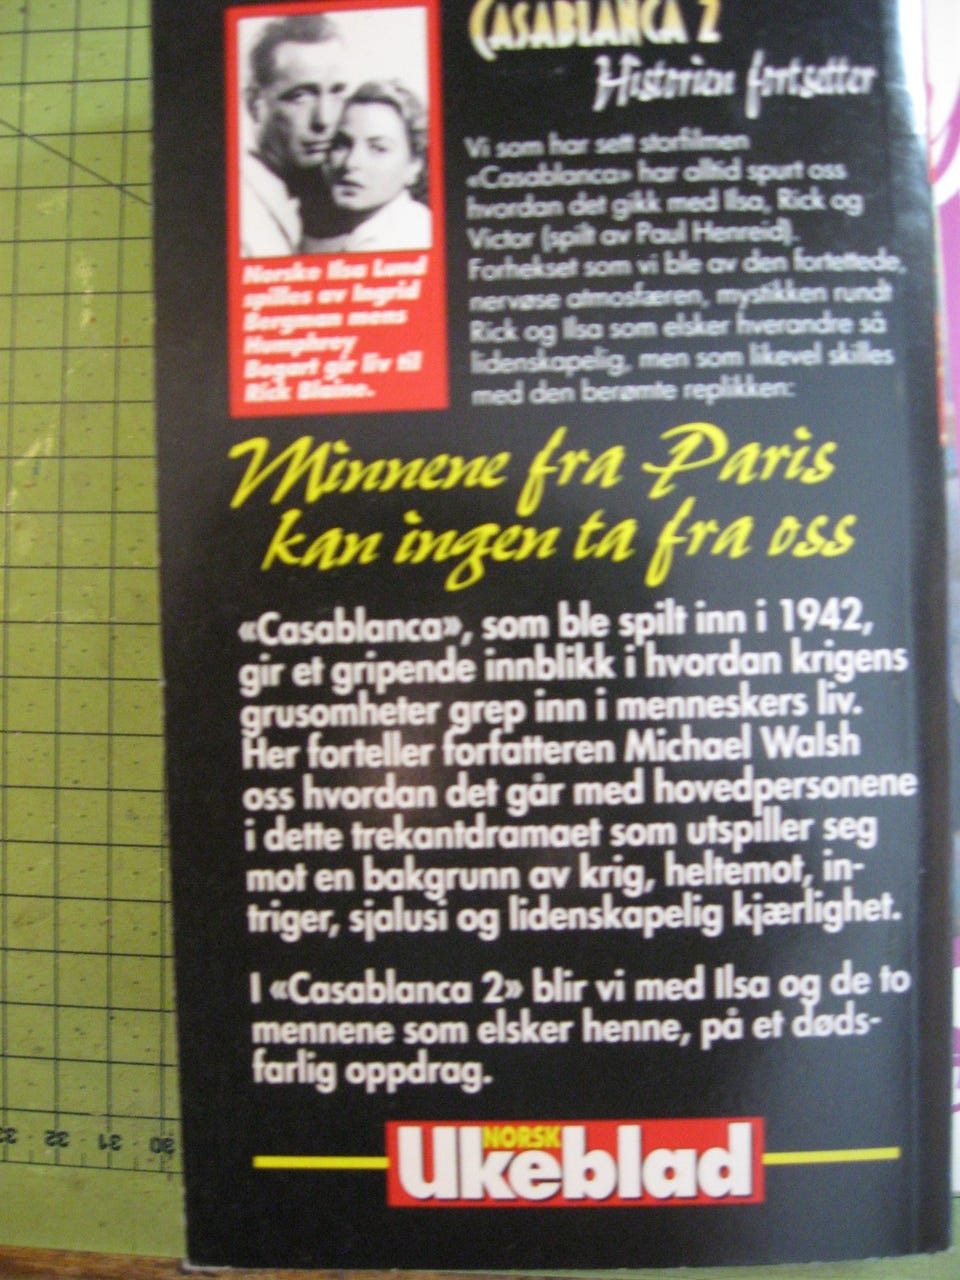 CASABLANCA 2
Historien fortsetter
Vi som har sett storfilmen
«Casablanca» har alltid spurt oss
hvordan det gikk med Ilsa, Rick og
Victor (spilt av Paul Henreid).
Forhekset som vi ble av den fortettede,
nervøse atmosfæren, mystikken rundt
Rick og Ilsa som elsker hverandre så
lidenskapelig, men som likevel skilles
med den berømte replikken:
Norske Ilsa Lund
spilles av Ingrid
Bergman mens
Humphrey
Bogart gir liv til
Rick Blaine.
Minnene fra Paris
kan ingen ta fra oss
«Casablanca», som ble spilt inn i 1942,
gir et gripende innblikk i hvordan krigens
grusomheter grep inn i menneskers liv.
Her forteller forfatteren Michael Walsh
oss hvordan det går med hovedpersonene
i dette trekantdramaet som utspiller seg
mot en bakgrunn av krig, heltemot, in-
triger, sjalusi og lidenskapelig kjærlighet.
I «Casablanca 2» blir vi med Ilsa og de to
mennene som elsker henne, på et døds-
farlig oppdrag.
NORSK
Ukeblad
33 32 31 30